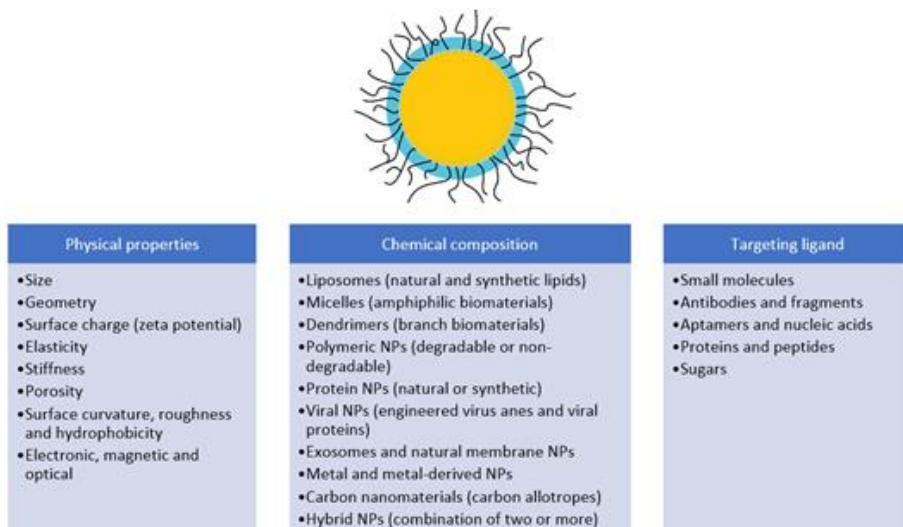 Physical properties
•Size
•Geometry
•Surface charge (zeta potential)
•Elasticity
•Stiffness
•Porosity
•Surface curvature, roughness
and hydrophobicity
•Electronic, magnetic and
optical
Chemical composition
•Liposomes (natural and synthetic lipids)
•Micelles (amphiphilic biomaterials)
•Dendrimers (branch biomaterials)
•Polymeric NPs (degradable or non-
degradable)
•Protein NPs (natural or synthetic)
•Viral NPs (engineered virus anes and viral
proteins)
•Exosomes and natural membrane NPs
•Metal and metal-derived NPs
•Carbon nanomaterials (carbon allotropes)
•Hybrid NPs (combination of two or more)
Targeting ligand
•Small molecules
•Antibodies and fragments
•Aptamers and nucleic acids
•Proteins and peptides
•Sugars